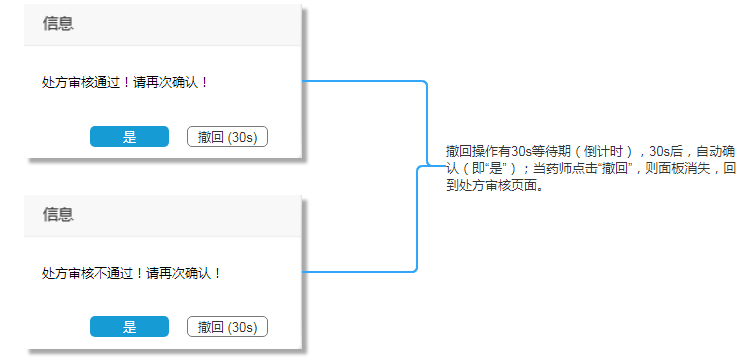 信息
处方审核通过！请再次确认！
是
撤回 (30s)
撤回操作有30s等待期（倒计时），30s后，自动确
认（即“是”）；当药师点击“撤回”，则面板消失，回
到处方审核页面。
信息
处方审核不通过！请再次确认！
是
撤回 (30s)